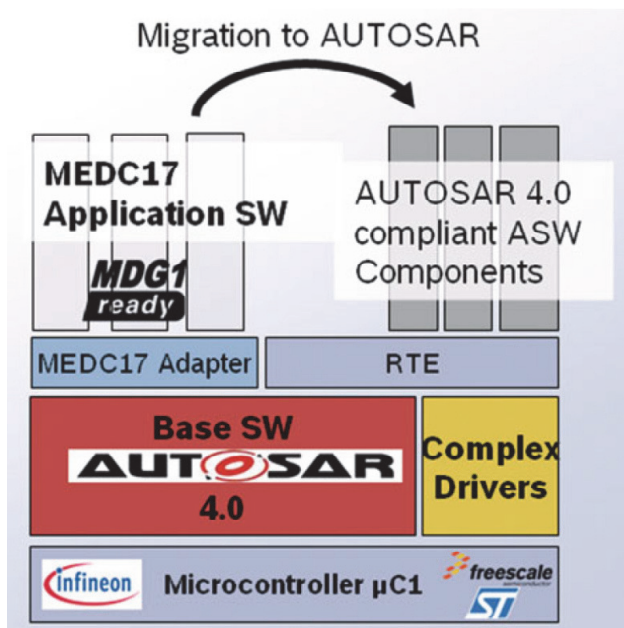 Migration to AUTOSAR
MEDC17
Application SW
MDG1
ready
AUTOSAR 4.0
compliant ASW
Components
MEDC17 Adapter
RTE
Base SW
AUTOSAR
4.0
Complex
Drivers
infineon
Microcontroller µC1
freescale
semiconductor
ST